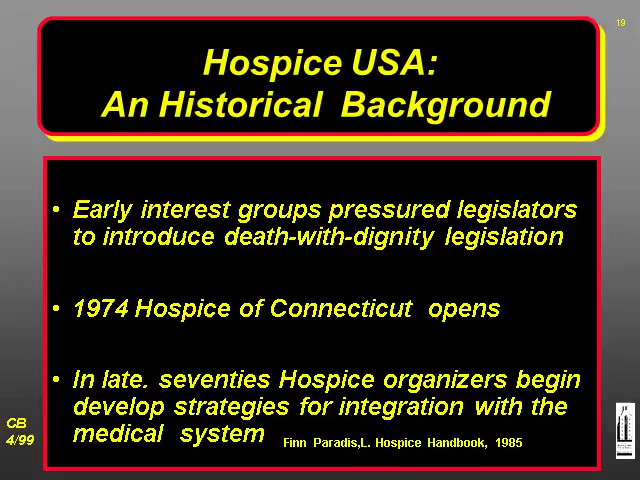 19
Hospice USA:
An Historical Background
• Early interest groups pressured legislators
to introduce death-with-dignity legislation
• 1974 Hospice of Connecticut opens
• In late. seventies Hospice organizers begin
develop strategies for integration with the
medical system Finn Paradis,L. Hospice Handbook, 1985
CB
4/99